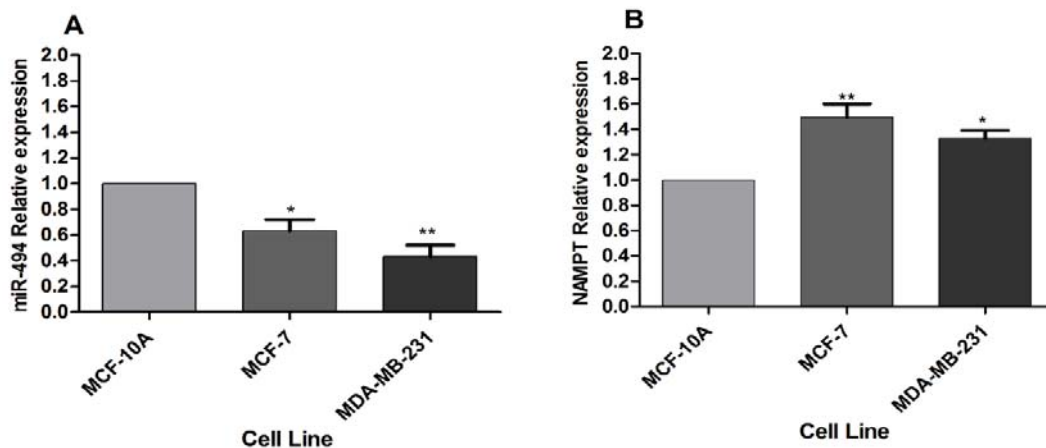 A
miR-494 Relative expression
2.0
1.8
1.6
1.4
1.2
1.0
0.8
0.6
0.4
0.2
0.0
*
**
MCF-10A
MCF-7
MDA-MB-231
Cell Line
B
NAMPT Relative expression
2.0
1.8
1.6
1.4
1.2
1.0
0.8
0.6
0.4
0.2
0.0
**
*
MCF-10A
MCF-7
MDA-MB-231
Cell Line